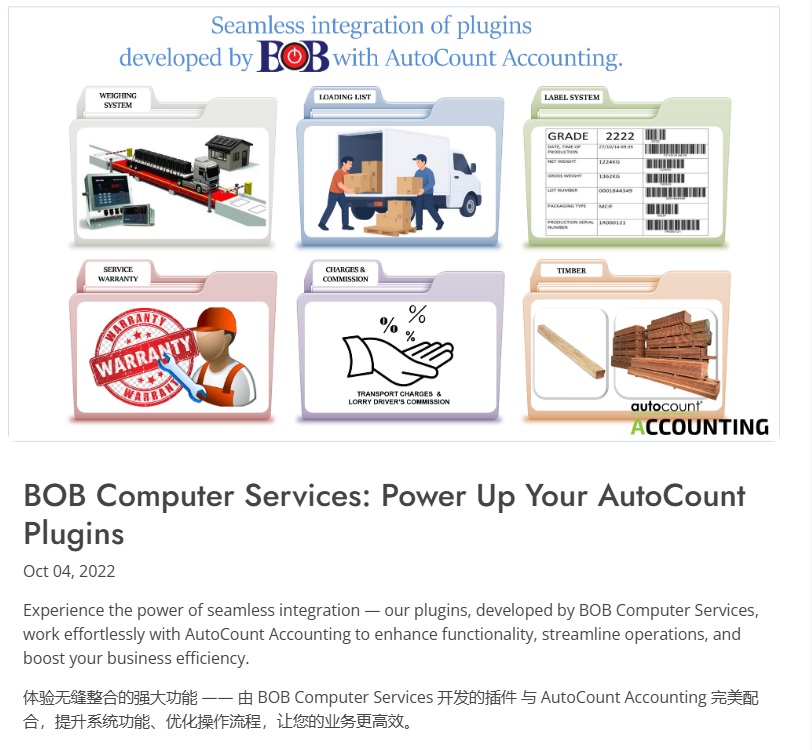 Seamless integration of plugins
developed by BOB with AutoCount Accounting.
WEIGHING
SYSTEM
LOADING LIST
LABEL SYSTEM
GRADE 2222
DATE, TIME OF
PRODUCTION 27/10/14 09:35
NET WEIGHT 1224KG
GROSS WEIGHT 1362KG
LOT NUMBER 0001844349
PACKAGING TYPE MCIF
PRODUCTION SERIAL
NUMBER 1R000121
SERVICE
WARRANTY
WARRANTY
WARRANTY
WARRANTY
CHARGES &
COMMISSION
% % %
TRANSPORT CHARGES &
LORRY DRIVER'S COMMISSION
TIMBER
autocount
ACCOUNTING
BOB Computer Services: Power Up Your AutoCount
Plugins
Oct 04, 2022
Experience the power of seamless integration — our plugins, developed by BOB Computer Services,
work effortlessly with AutoCount Accounting to enhance functionality, streamline operations, and
boost your business efficiency.
体验无缝整合的强大功能 —— 由 BOB Computer Services 开发的插件 与 AutoCount Accounting 完美配
合，提升系统功能、优化操作流程，让您的业务更高效。